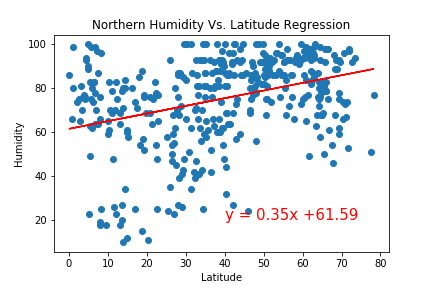 Northern Humidity Vs. Latitude Regression
100
80
60
40
20
Humidity
y = 0.35x +61.59
0 10 20 30 40 50 60 70 80
Latitude